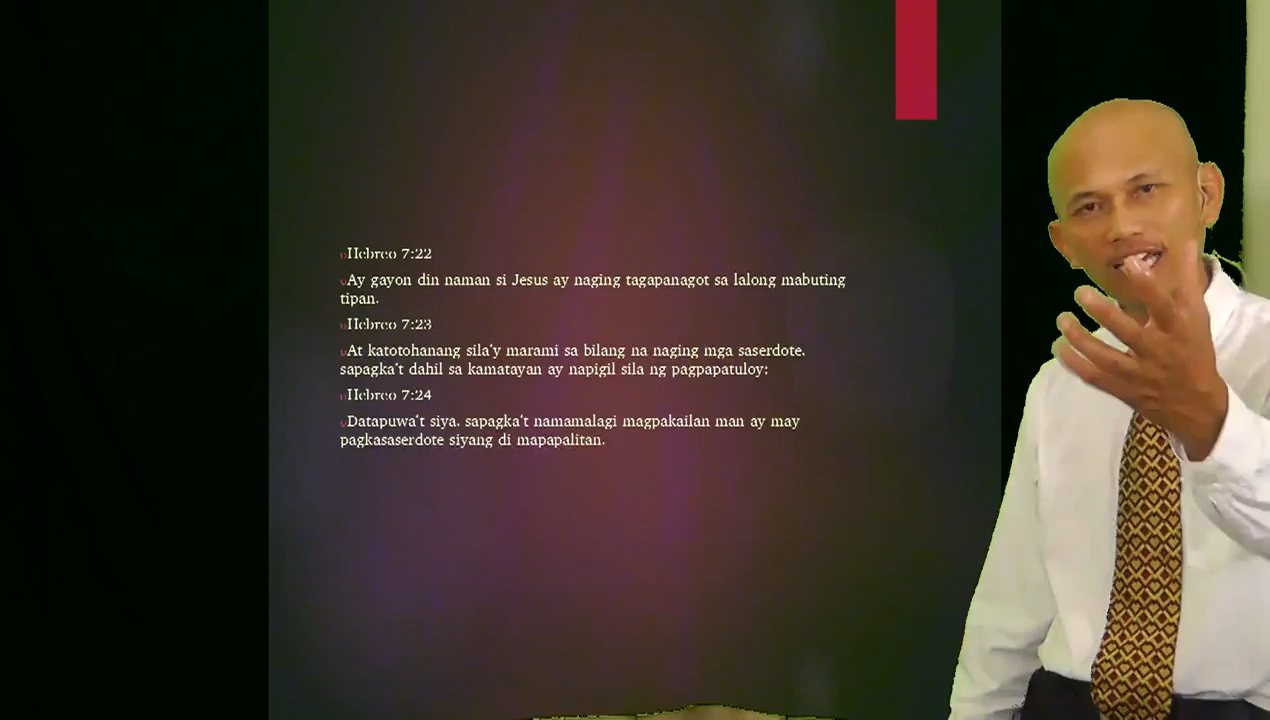 Hebreo 7:22
Ay gayon din naman si Jesus ay naging tagapanagot sa lalong mabuting
tipan.
Hebreo 7:23
At katotohanang sila'y marami sa bilang na naging mga saserdote,
sapagka't dahil sa kamatayan ay napigil sila ng pagpapatuloy:
Hebreo 7:24
Datapuwa't siya, sapagka't namamalagi magpakailan man ay may
pagkasaserdote siyang di mapapalitan.